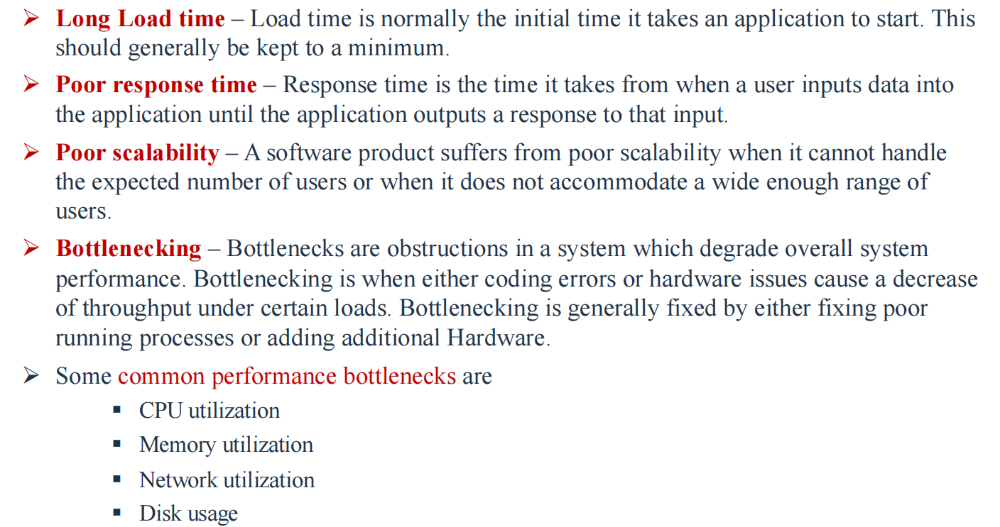 ➢ Long Load time – Load time is normally the initial time it takes an application to start. This
should generally be kept to a minimum.
➢ Poor response time – Response time is the time it takes from when a user inputs data into
the application until the application outputs a response to that input.
➢ Poor scalability – A software product suffers from poor scalability when it cannot handle
the expected number of users or when it does not accommodate a wide enough range of
users.
➢ Bottlenecking – Bottlenecks are obstructions in a system which degrade overall system
performance. Bottlenecking is when either coding errors or hardware issues cause a decrease
of throughput under certain loads. Bottlenecking is generally fixed by either fixing poor
running processes or adding additional Hardware.
➢ Some common performance bottlenecks are
▪ CPU utilization
▪ Memory utilization
▪ Network utilization
▪ Disk usage